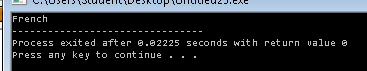 C:\Users\Student\Desktop\Untitled25.exe
French
--------------------------------
Process exited after 0.02225 seconds with return value 0
Press any key to continue . . .